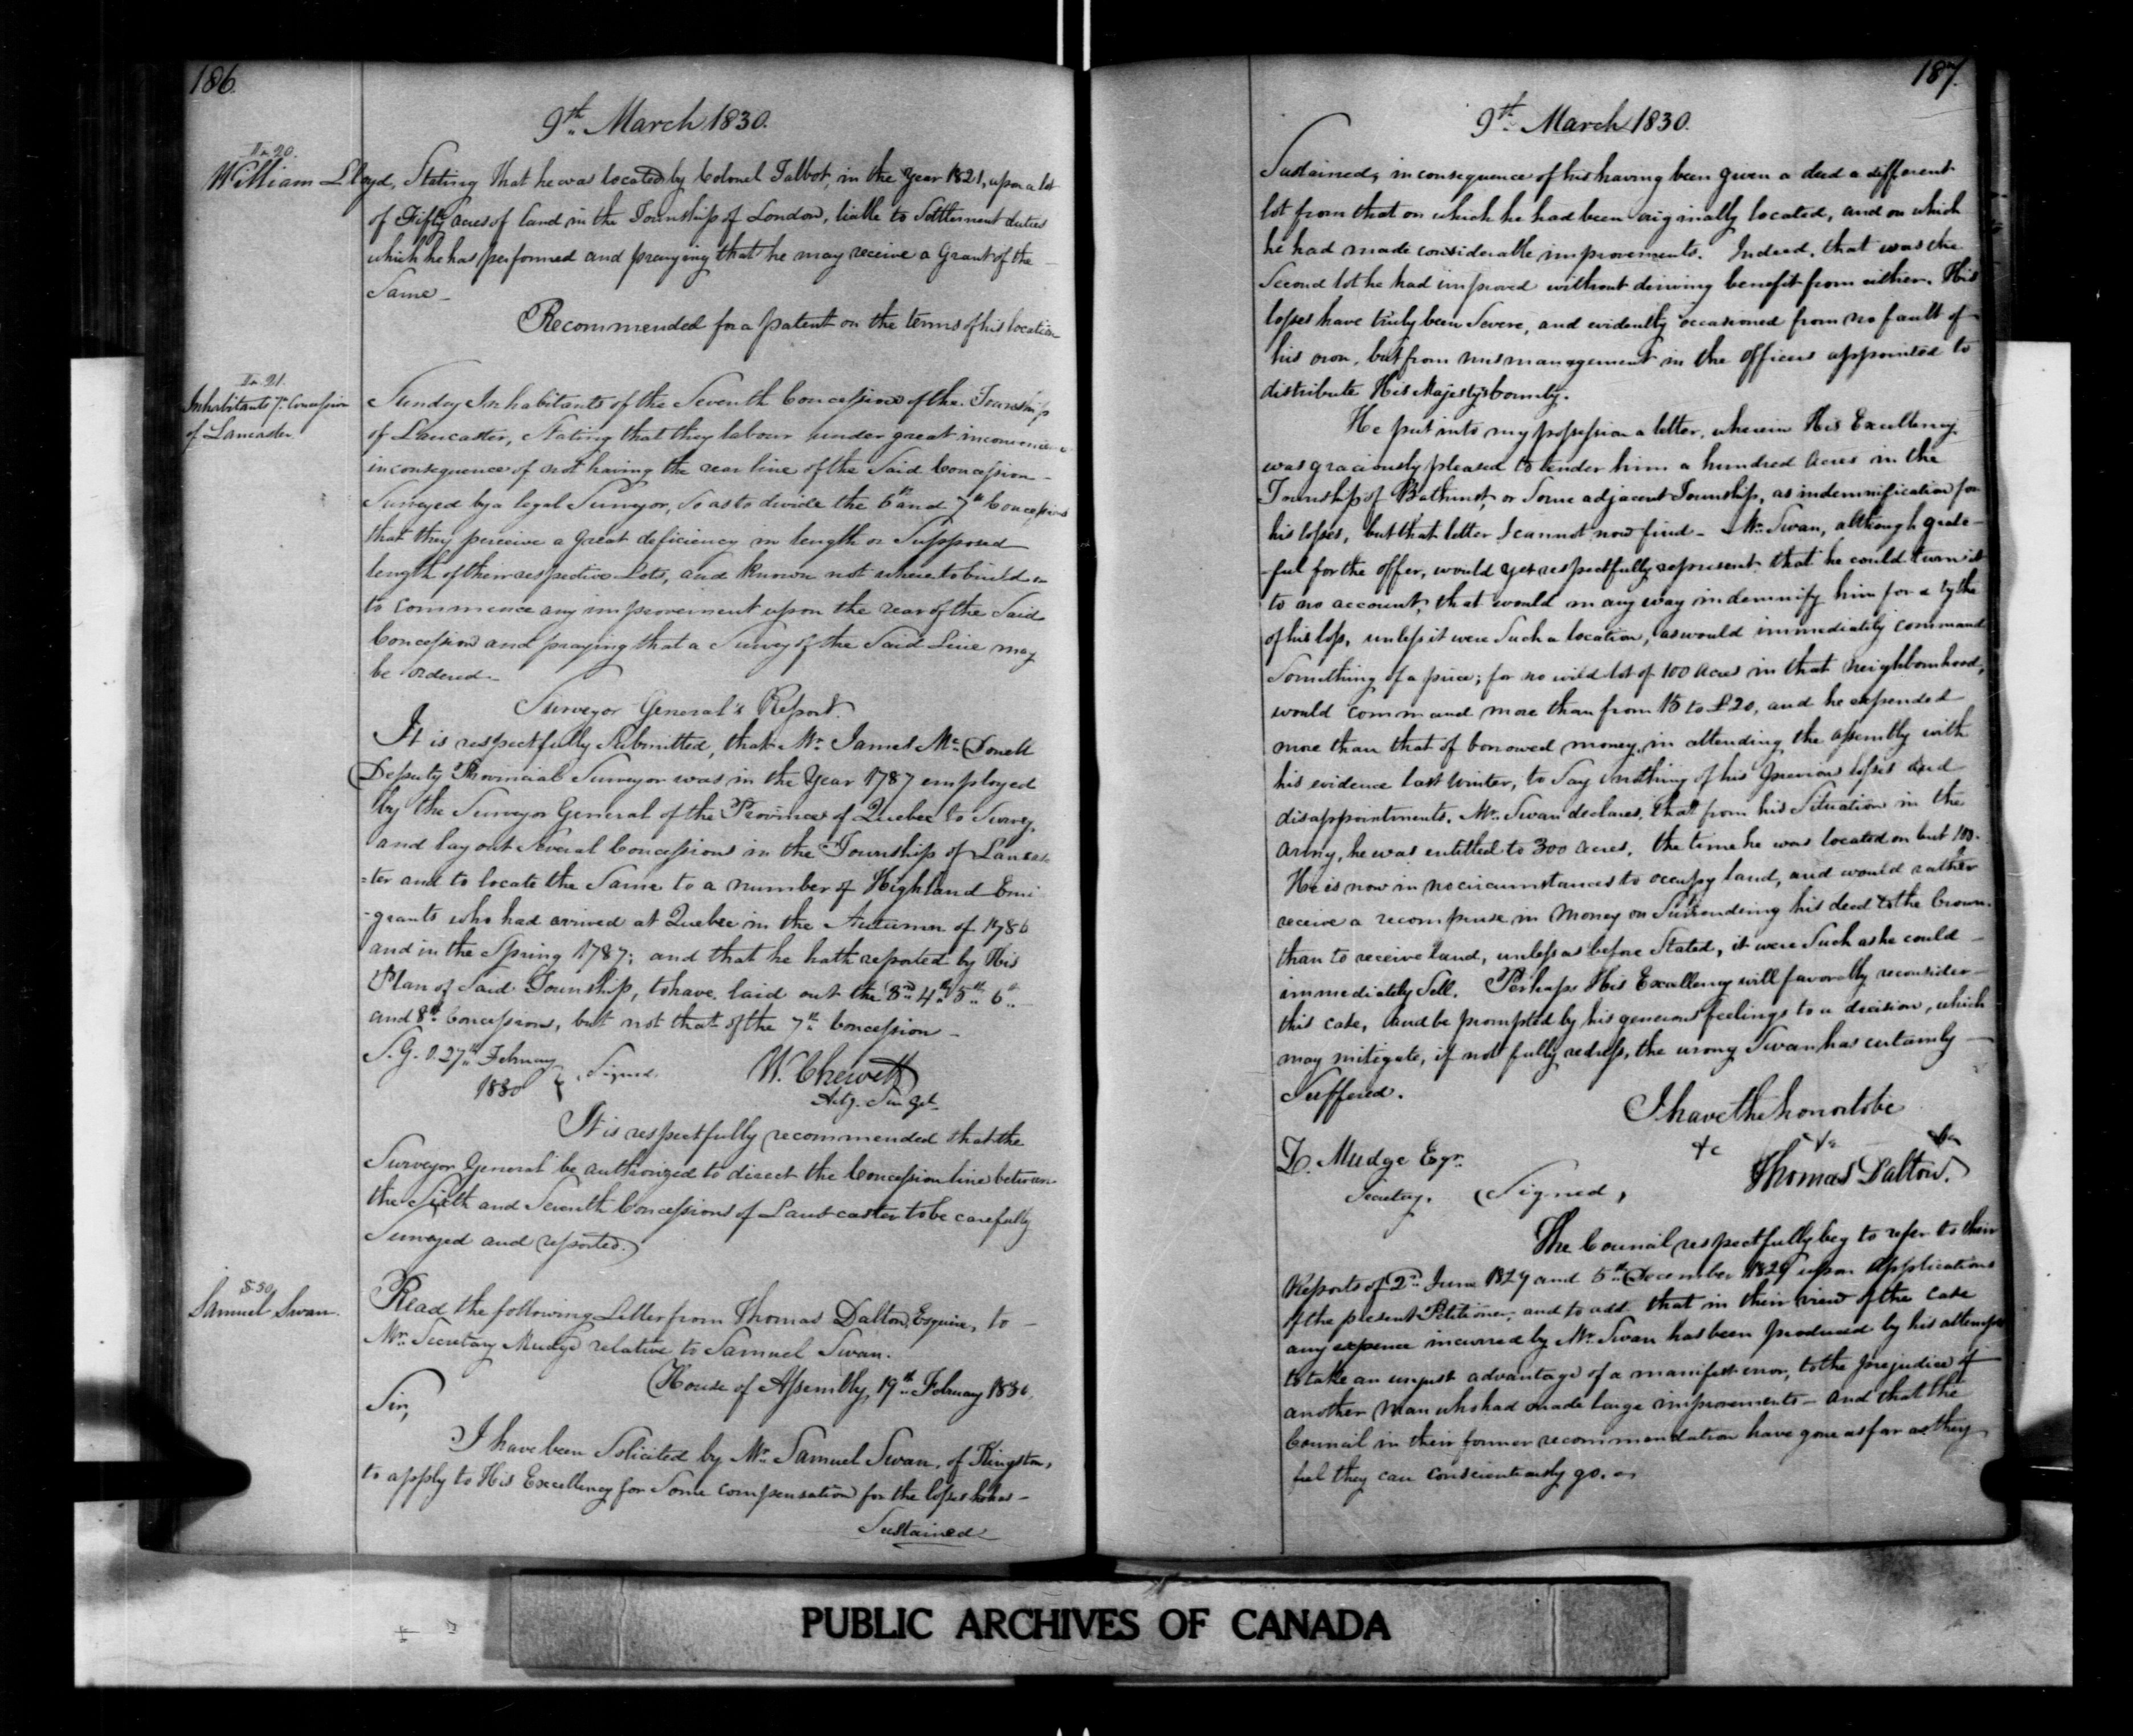 186.
9th March 1830.
No 20.
William Lloyd, Stating that he was located by Colonel Talbot, in the Year 1821, upon a lot
of Fifty acres of land in the Township of London, liable to Settlement duties
which he has performed and praying that he may receive a Grant of the
Same -
Recommended for a patent on the terms of his location
No 21.
Inhabitants 7th Concession
of Lancaster
Sundry Inhabitants of the Seventh Concession of the Township
of Lancaster, Stating that they labour under great inconvenience
in consequence of not having the rear line of the Said Concession -
Surveyed by a legal Surveyor, So as to divide the 6th and 7th Concessions
that they perceive a great deficiency in length or Supposed
length of their respective Lots, and know not where to build or
to commence any improvement upon the rear of the Said
Concession and praying that a Survey of the Said Line may
be ordered -
Surveyor General's Report.
It is respectfully Submitted, that Mr. James McDonell
Deputy Provincial Surveyor was in the Year 1787 employed
by the Surveyor General of the Province of Quebec to Survey,
and lay out Several Concessions in the Township of Lancas-
=ter and to locate the Same to a number of Highland Emi
-grants who had arrived at Quebec in the Autumn of 1786
and in the Spring 1787; and that he hath reported by His
Plan of Said Township, to have laid out the 3rd 4th 5th 6th
and 8th Concessions, but not that of the 7th Concession -
S. G. O. 27th February
1830 } Signed. W. Chewett
Actg. Sur. Gel.
It is respectfully recommended that the
Surveyor General be authorized to direct the Concession line between
the Sixth and Seventh Concessions of Lancaster to be carefully
Surveyed and reported.
S 30
Samuel Swan.
Read the following Letter from Thomas Dalton, Esquire, to -
Mr. Secretary Mudge relative to Samuel Swan.
House of Assembly, 19th February 1830.
Sir,
I have been Solicited by Mr. Samuel Swan, of Kingston,
to apply to His Excellency for Some compensation for the losses he has -
Sustained
187.
9th March 1830.
Sustained, in consequence of his having been given a deed a different
lot from that on which he had been originally located, and on which
he had made considerable improvements. Indeed, that was the
Second lot he had improved without deriving benefit from either. His
losses have truly been Severe, and evidently occasioned from no fault of
his own, but from mismanagement in the officers appointed to
distribute His Majesty's bounty.
He put into my possession a letter, wherein His Excellency
was graciously pleased to tender him a hundred Acres in the
Township of Bathurst, or Some adjacent Township, as indemnification for
his losses, but that letter I cannot now find - Mr. Swan, although grate-
-ful for the offer, would yet respectfully represent that he could turn it
to no account, that would in any way indemnify him for a tythe
of his loss, unless it were Such a location, as would immediately command
Something of a price; for no wild lot of 100 Acres in that neighbourhood,
would command more than from 15 to £20, and he expended
more than that of borrowed money, in attending the Assembly with
his evidence last Winter, to Say nothing of his previous losses and
disappointments. Mr. Swan declares, that from his Situation in the
Army, he was entitled to 300 acres, the time he was located on but 100.
He is now in no circumstances to occupy land, and would rather
receive a recompense in Money on Surrendering his deed to the Crown
than to receive land, unless as before Stated, it were Such as he could -
immediately Sell. Perhaps His Excellency will favorably reconsider -
this case, and be prompted by his generous feelings to a decision, which
may mitigate, if not fully redress, the wrong Swan has certainly -
Suffered.
I have the honor to be
&c &c &c
Z. Mudge Esqr.
Secretary. (Signed, Thomas Dalton.)
The Council respectfully beg to refer to their
Reports of 2nd June 1829 and 5th December 1829 upon Applications
of the present Petitioner, and to add that in their view of the case
any expence incurred by Mr. Swan has been produced by his attempt
to take an unjust advantage of a manifest error, to the prejudice of
another Man who had made large improvements - and that the
Council in their former recommendation have gone as far as they
feel they can conscientiously go.
PUBLIC ARCHIVES OF CANADA